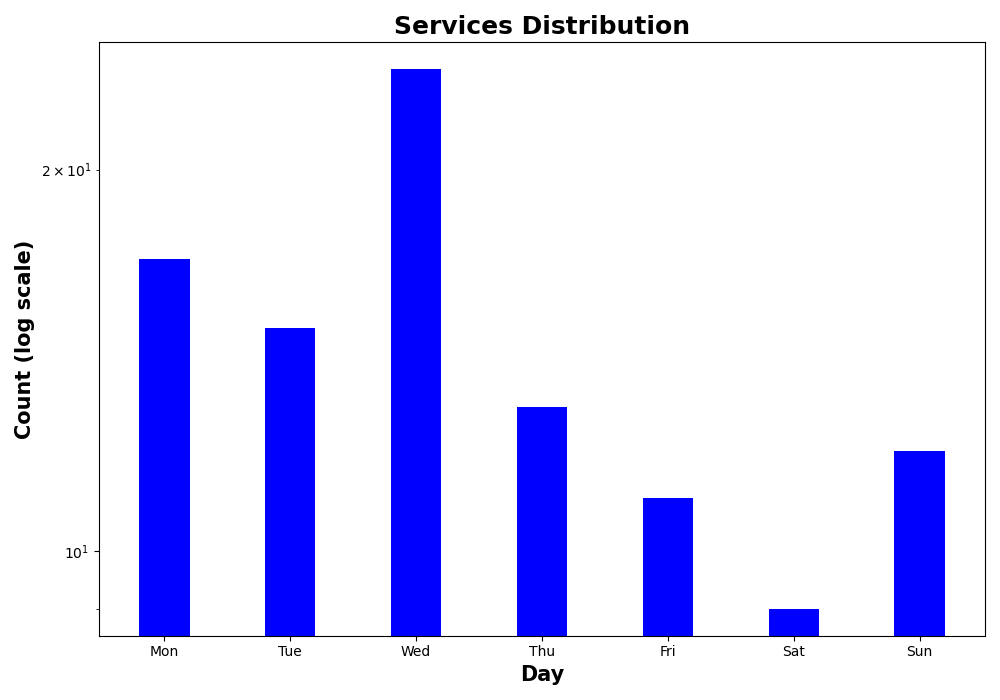 Services Distribution
Count (log scale)
2 × 10¹
10¹
Mon Tue Wed Thu Fri Sat Sun
Day